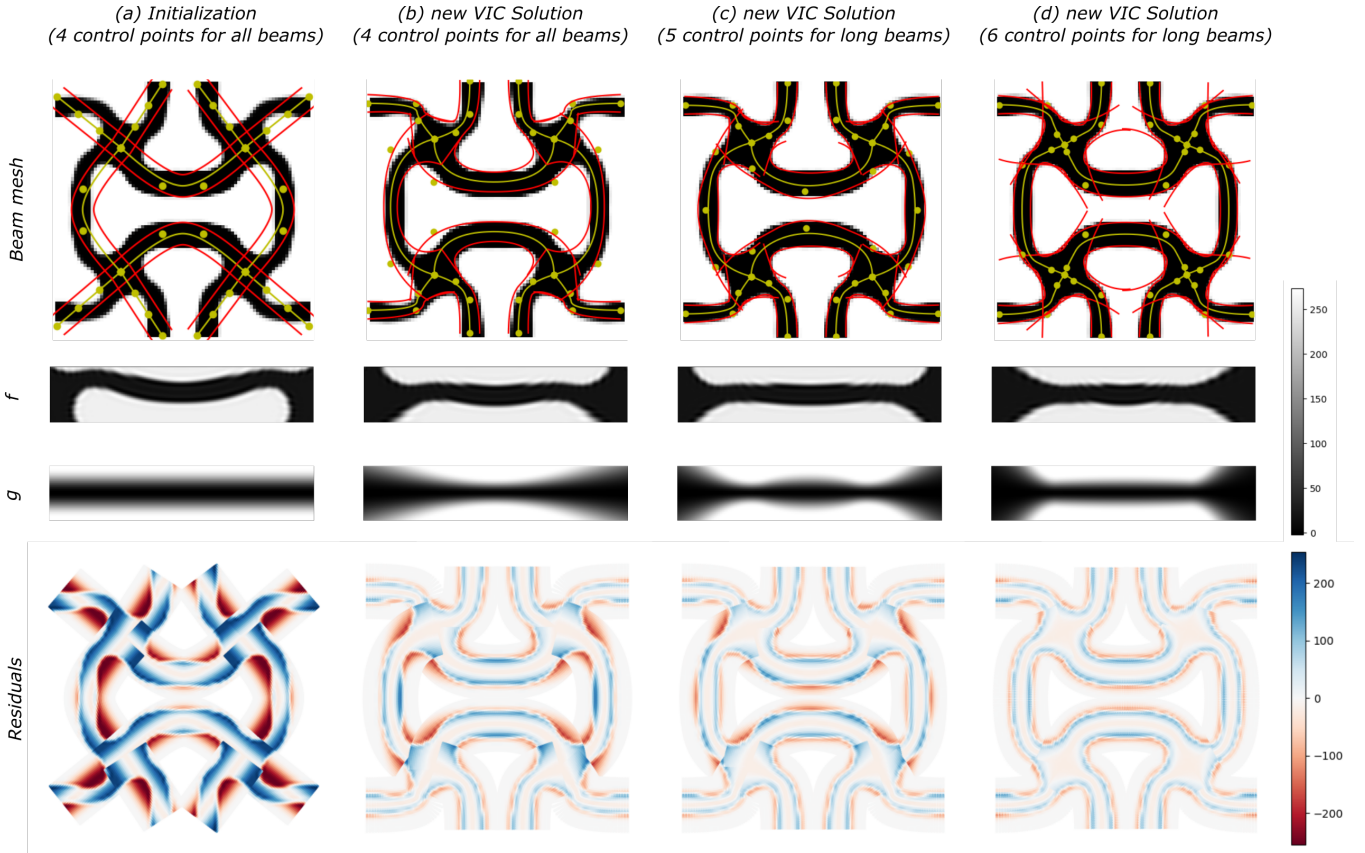 (a) Initialization
(4 control points for all beams)
(b) new VIC Solution
(4 control points for all beams)
(c) new VIC Solution
(5 control points for long beams)
(d) new VIC Solution
(6 control points for long beams)
Beam mesh
f
g
Residuals
250
200
150
100
50
0
200
100
0
−100
−200